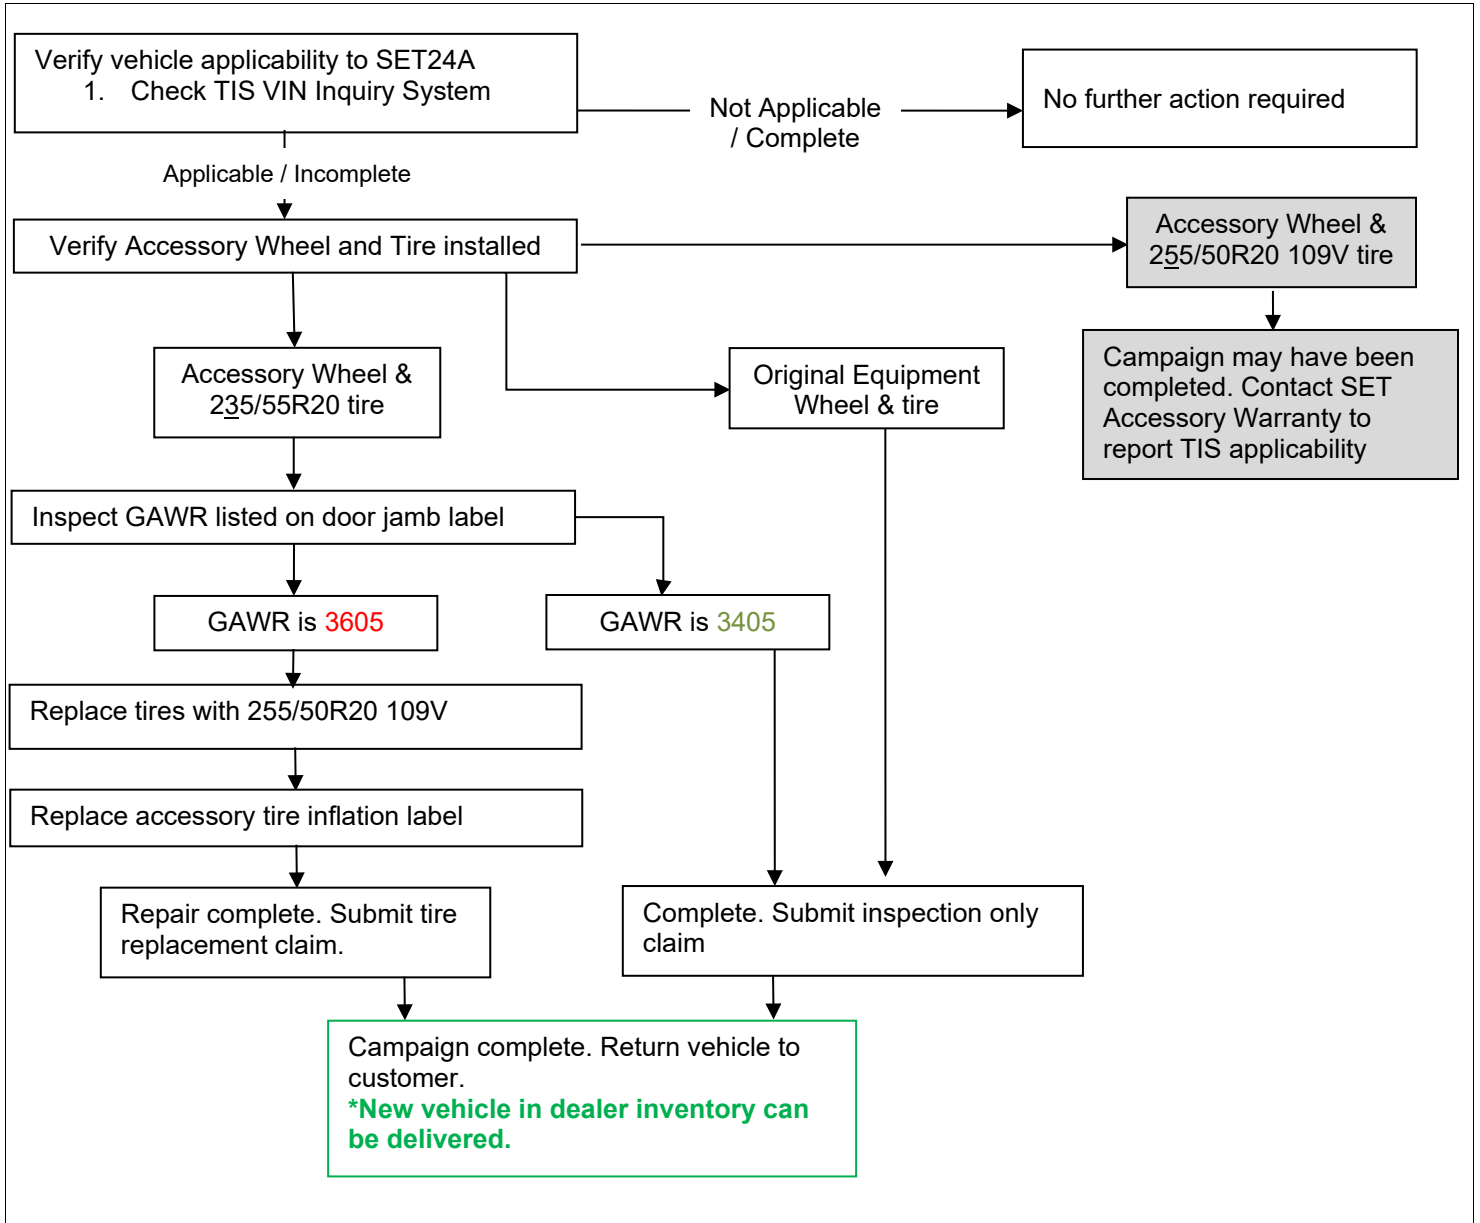 Verify vehicle applicability to SET24A
1. Check TIS VIN Inquiry System
Not Applicable
/ Complete
No further action required
Applicable / Incomplete
Verify Accessory Wheel and Tire installed
Accessory Wheel &
255/50R20 109V tire
Campaign may have been
completed. Contact SET
Accessory Warranty to
report TIS applicability
Accessory Wheel &
235/55R20 tire
Original Equipment
Wheel & tire
Inspect GAWR listed on door jamb label
GAWR is 3605
GAWR is 3405
Replace tires with 255/50R20 109V
Replace accessory tire inflation label
Repair complete. Submit tire
replacement claim.
Complete. Submit inspection only
claim
Campaign complete. Return vehicle to
customer.
*New vehicle in dealer inventory can
be delivered.